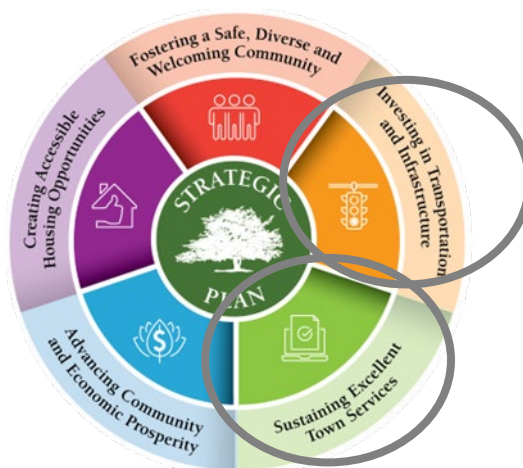 Fostering a Safe, Diverse and
Welcoming Community
Investing in Transportation
and Infrastructure
Sustaining Excellent
Town Services
Advancing Community
and Economic Prosperity
Creating Accessible
Housing Opportunities
STRATEGIC
PLAN
$